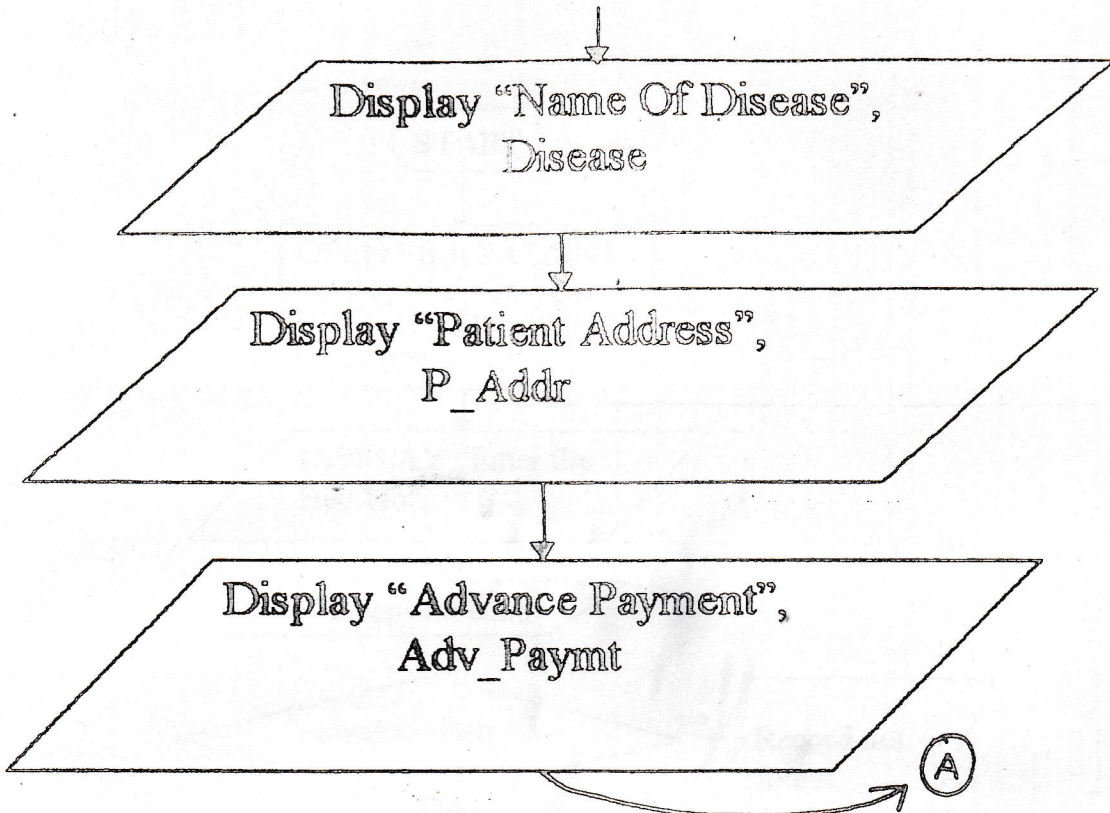 Display “Name Of Disease”,
Disease
Display “Patient Address”,
P_Addr
Display “Advance Payment”,
Adv_Paymt
A